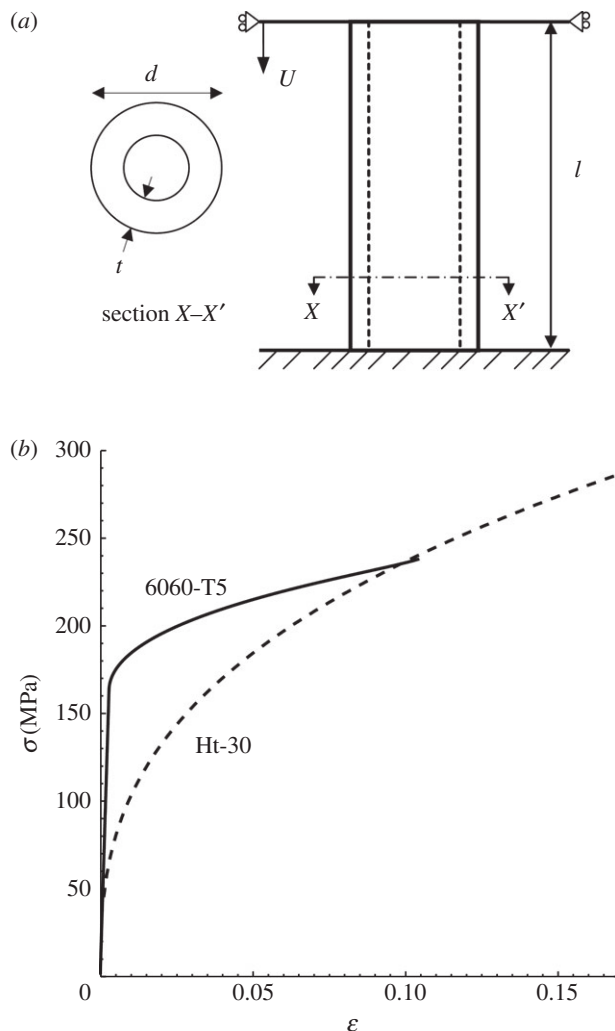 (a)
d
U
l
t
X
X′
section X–X′
(b)
300
250
6060-T5
200
σ (MPa)
150
Ht-30
100
50
0
0.05
0.10
0.15
ε